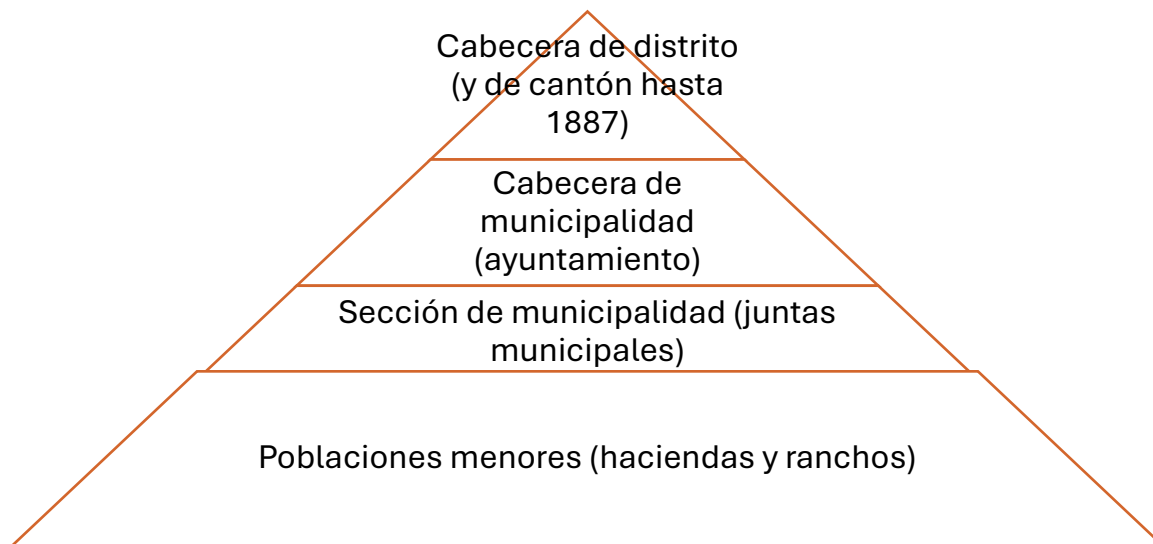 Cabecera de distrito
(y de cantón hasta
1887)
Cabecera de
municipalidad
(ayuntamiento)
Sección de municipalidad (juntas
municipales)
Poblaciones menores (haciendas y ranchos)